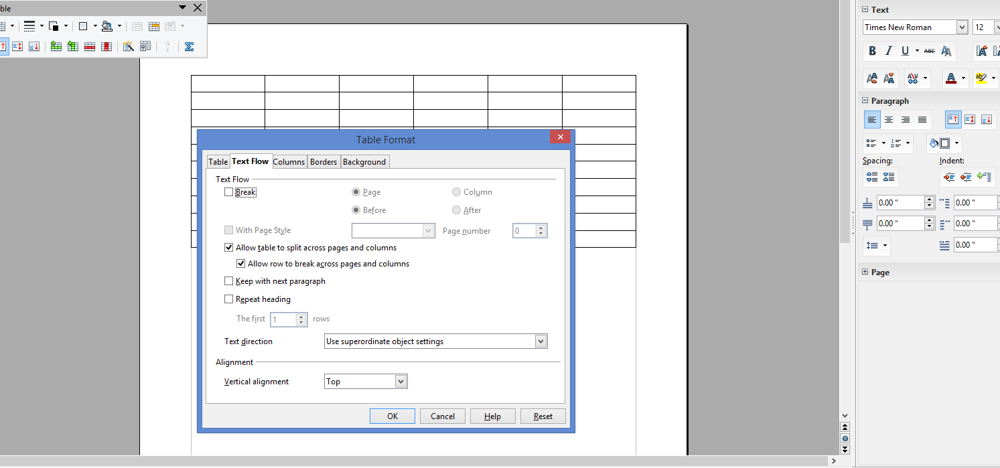 ble
Text
Times New Roman
12
B I U ABC
Paragraph
Spacing:
Indent:
0.00 "
0.00 "
0.00 "
0.00 "
0.00 "
Page
Table Format
Table
Text Flow
Columns
Borders
Background
Text Flow
Break
Page
Column
Before
After
With Page Style
Page number
0
Allow table to split across pages and columns
Allow row to break across pages and columns
Keep with next paragraph
Repeat heading
The first 1 rows
Text direction
Use superordinate object settings
Alignment
Vertical alignment
Top
OK
Cancel
Help
Reset